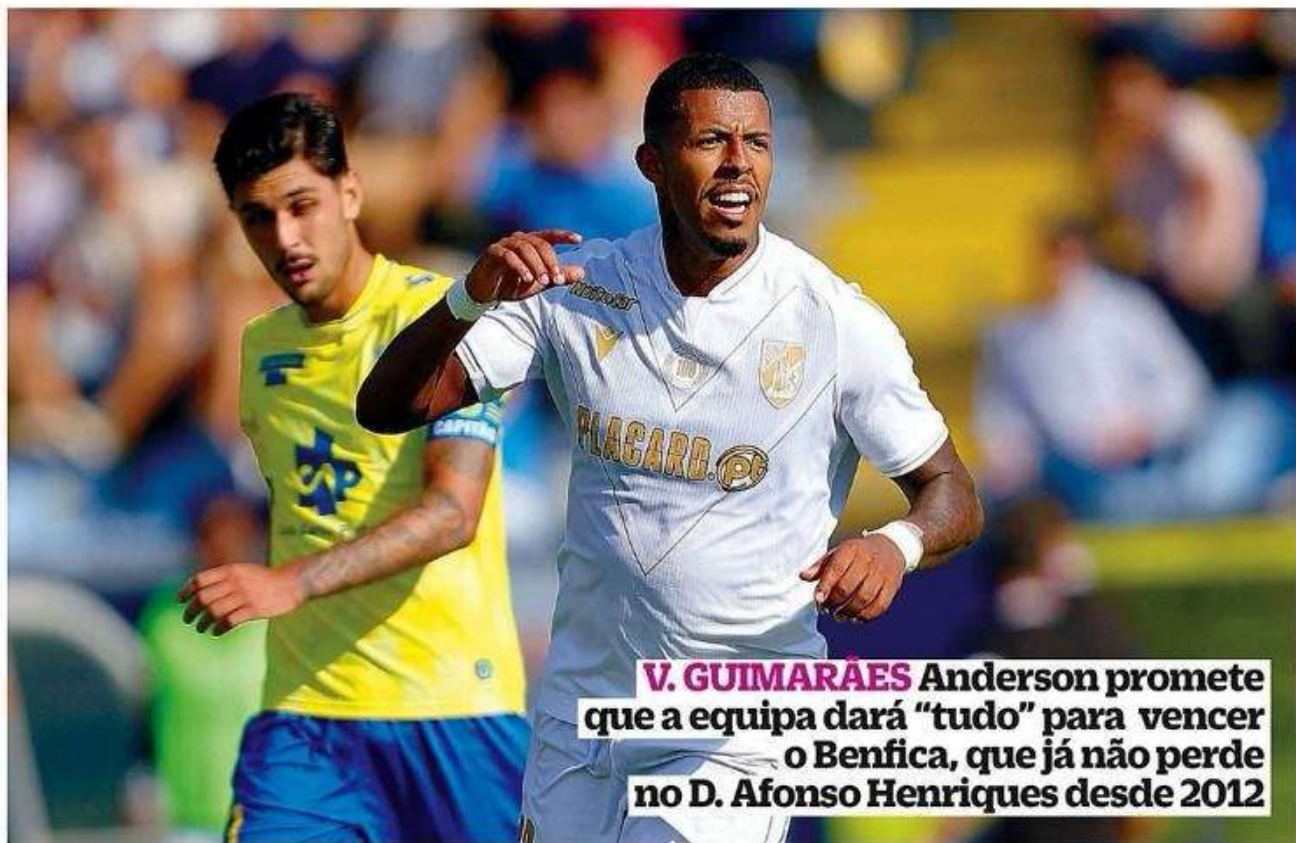 CAPITÃO
PLACARD.pt
V. GUIMARÃES Anderson promete
que a equipa dará “tudo” para vencer
o Benfica, que já não perde
no D. Afonso Henriques desde 2012